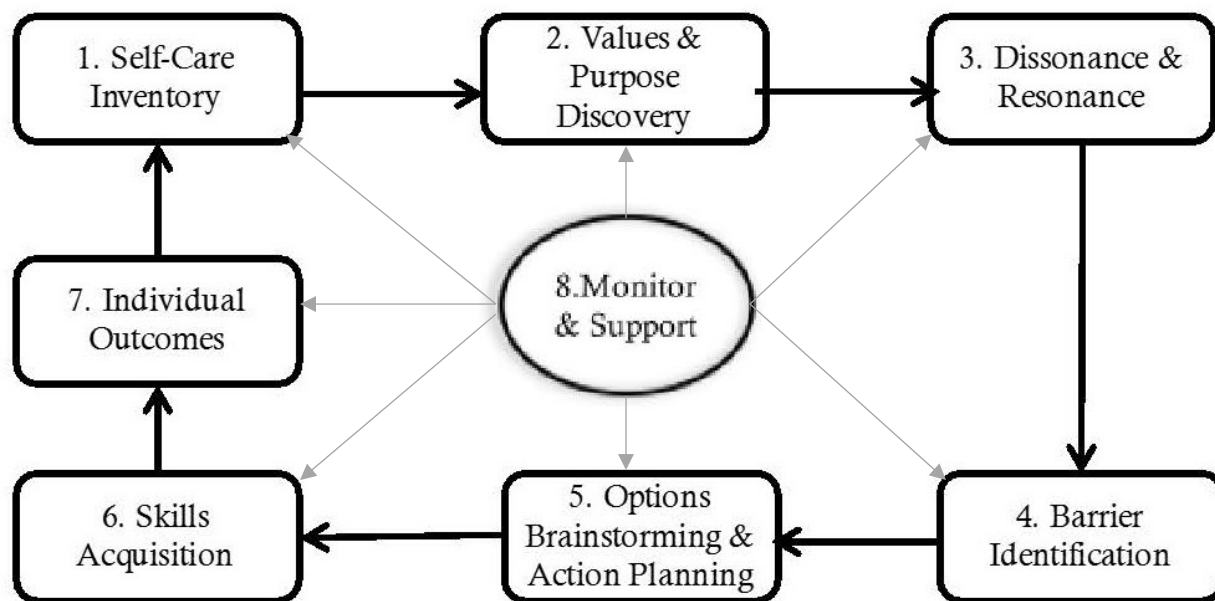 1. Self-Care
Inventory
2. Values &
Purpose
Discovery
3. Dissonance &
Resonance
8.Monitor
& Support
7. Individual
Outcomes
6. Skills
Acquisition
5. Options
Brainstorming &
Action Planning
4. Barrier
Identification